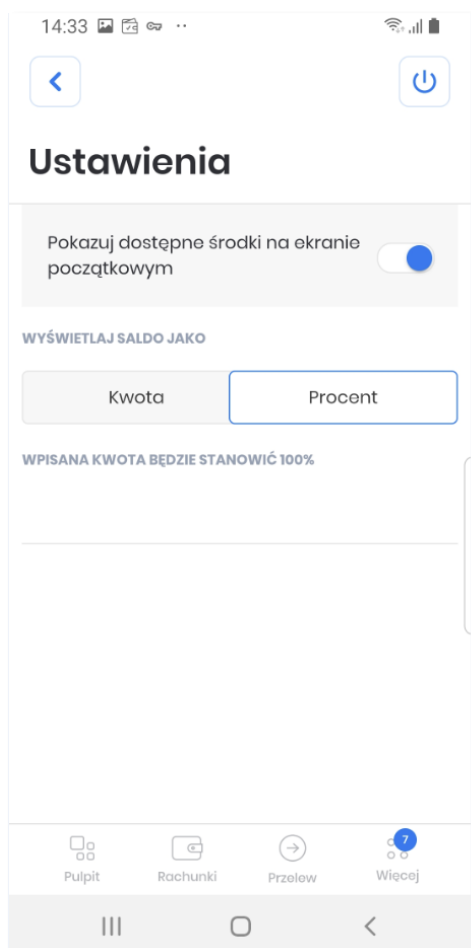 14:33
Ustawienia
Pokazuj dostępne środki na ekranie
początkowym
WYŚWIETLAJ SALDO JAKO
Kwota Procent
WPISANA KWOTA BĘDZIE STANOWIĆ 100%
7
Pulpit Rachunki Przelew Więcej